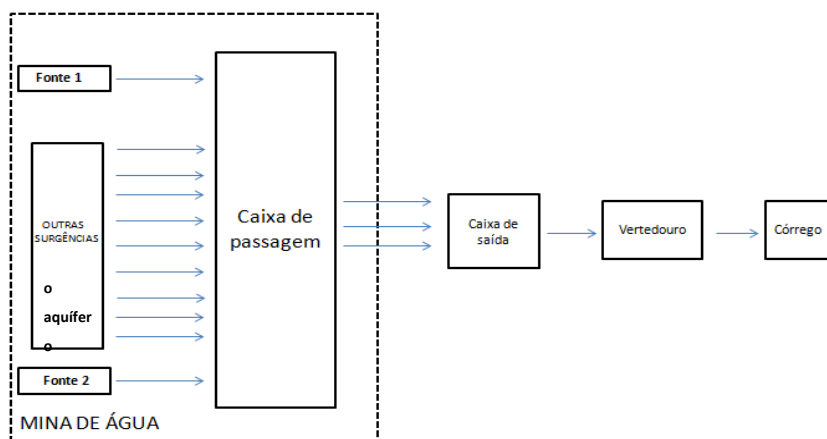 Fonte 1
OUTRAS
SURGÊNCIAS
o
aquífer
o
Fonte 2
MINA DE ÁGUA
Caixa de
passagem
Caixa de
saída
Vertedouro
Córrego